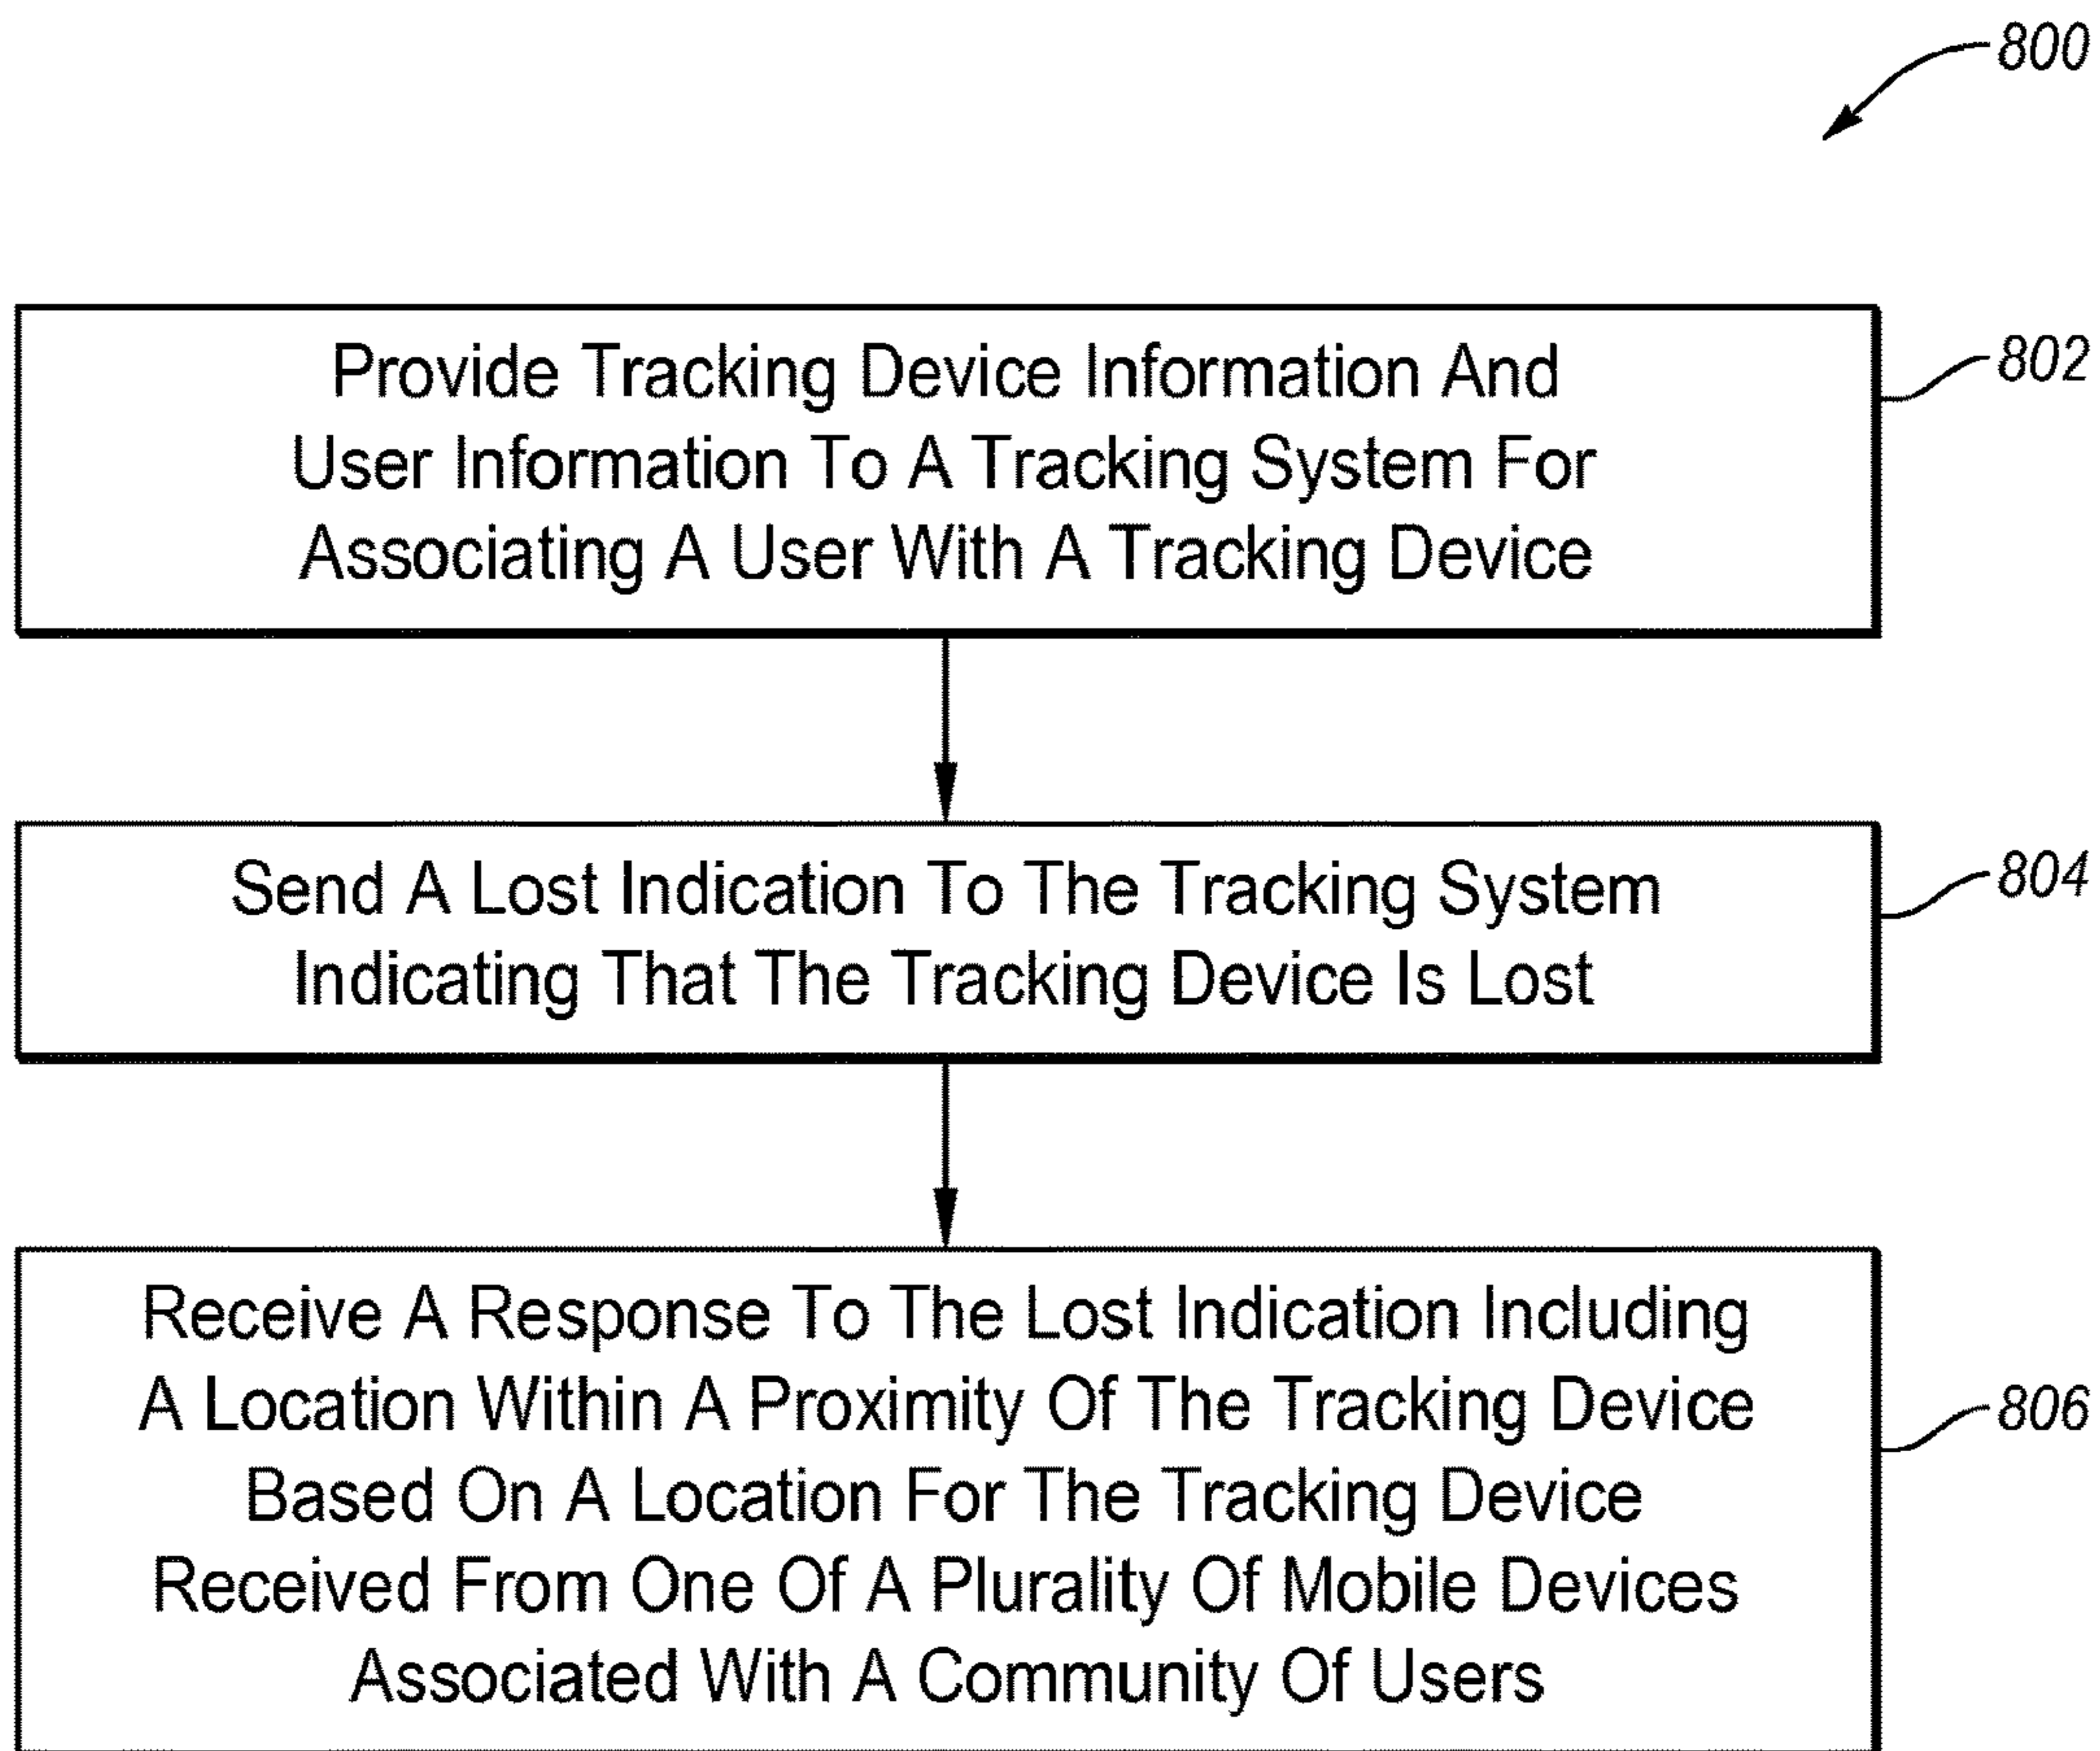 800
Provide Tracking Device Information And
User Information To A Tracking System For
Associating A User With A Tracking Device
802
Send A Lost Indication To The Tracking System
Indicating That The Tracking Device Is Lost
804
Receive A Response To The Lost Indication Including
A Location Within A Proximity Of The Tracking Device
Based On A Location For The Tracking Device
Received From One Of A Plurality Of Mobile Devices
Associated With A Community Of Users
806